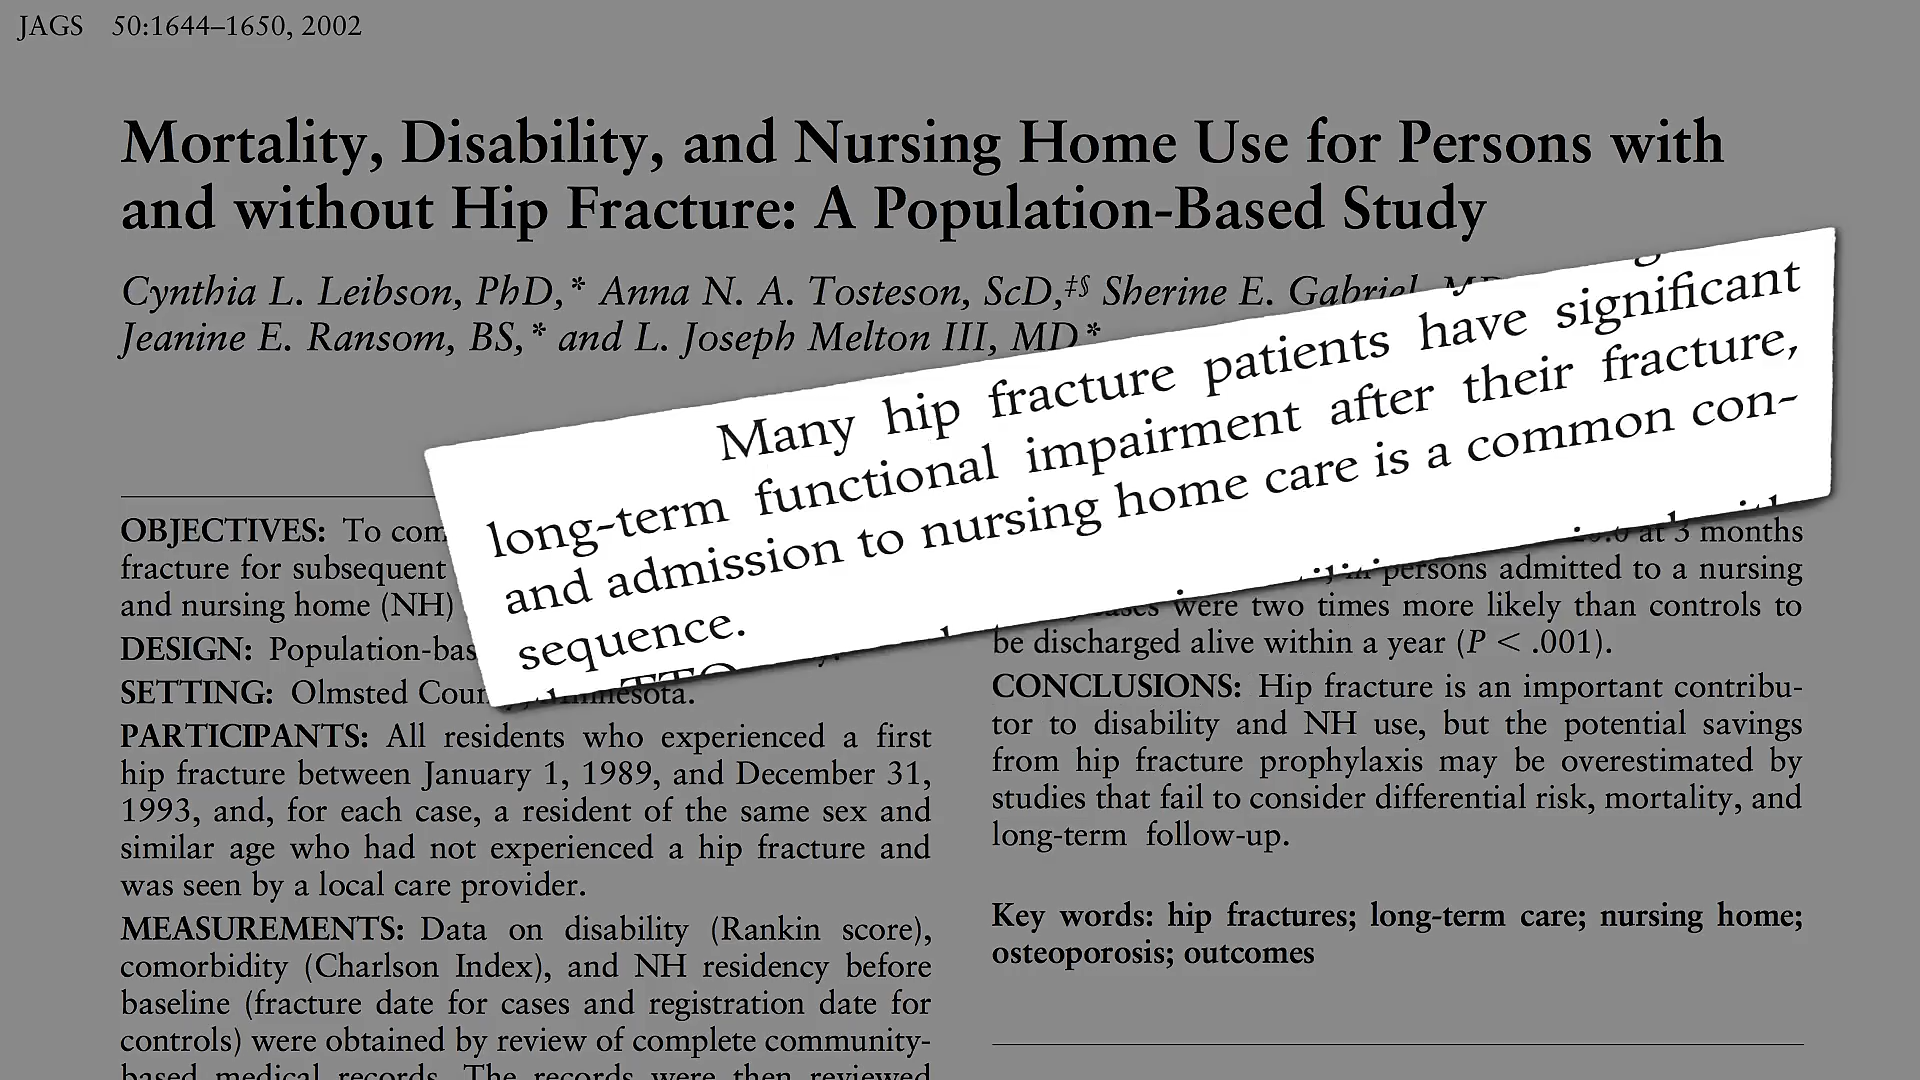 JAGS 50:1644–1650, 2002
Mortality, Disability, and Nursing Home Use for Persons with
and without Hip Fracture: A Population-Based Study
Cynthia L. Leibson, PhD,* Anna N. A. Tosteson, ScD,‡§ Sherine E. Gabriel,
Jeanine E. Ransom, BS,* and L. Joseph Melton III, MD*
Many hip fracture patients have significant
long-term functional impairment after their fracture,
and admission to nursing home care is a common con-
sequence.
OBJECTIVES: To
fracture for subsequent
and nursing home (NH)
DESIGN:
SETTING: Olmsted County, Minnesota.
PARTICIPANTS: All residents who experienced a first
hip fracture between January 1, 1989, and December 31,
1993, and, for each case, a resident of the same sex and
similar age who had not experienced a hip fracture and
was seen by a local care provider.
MEASUREMENTS: Data on disability (Rankin score),
comorbidity (Charlson Index), and NH residency before
baseline (fracture date for cases and registration date for
controls) were obtained by review of complete community-
based medical records. The records were then reviewed
at 3 months
persons admitted to a nursing
were two times more likely than controls to
be discharged alive within a year (P < .001).
CONCLUSIONS: Hip fracture is an important contribu-
tor to disability and NH use, but the potential savings
from hip fracture prophylaxis may be overestimated by
studies that fail to consider differential risk, mortality, and
long-term follow-up.
Key words: hip fractures; long-term care; nursing home;
osteoporosis; outcomes